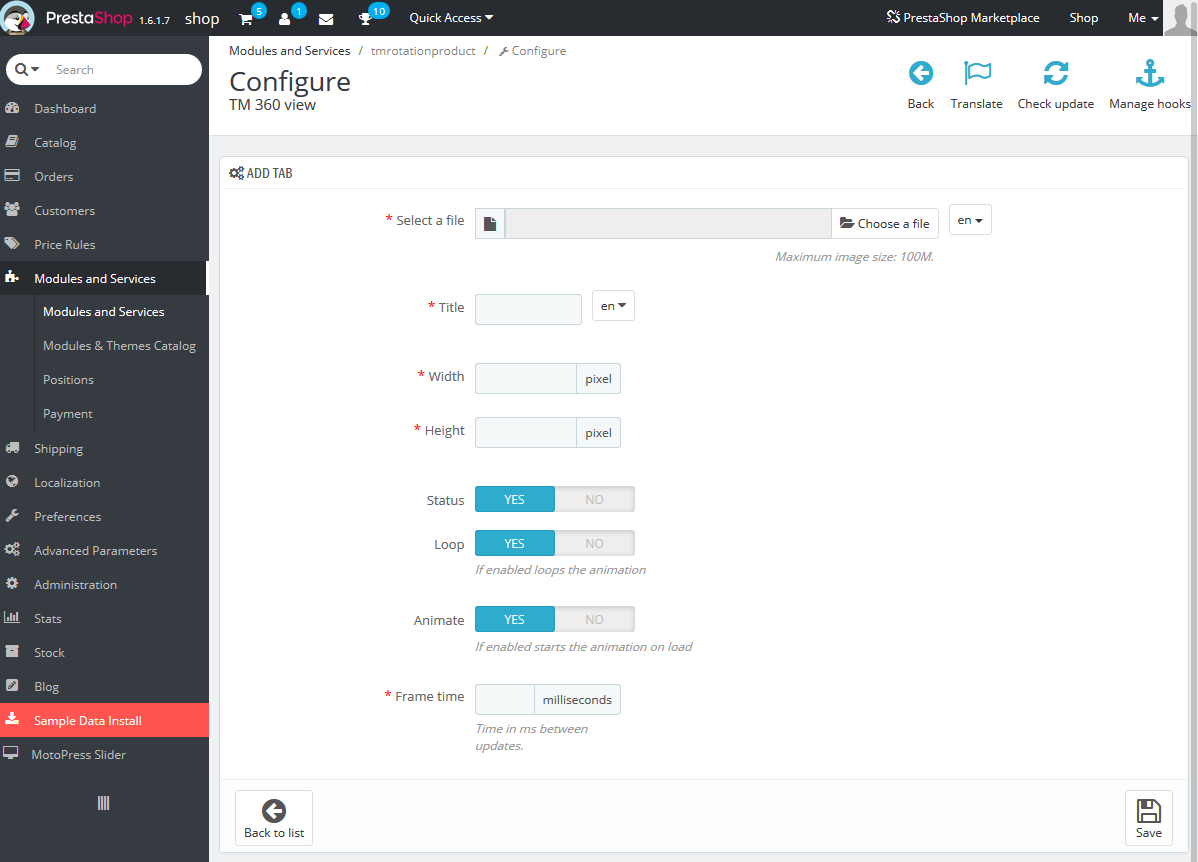 PrestaShop 1.6.1.7 shop 5 1 10 Quick Access PrestaShop Marketplace Shop Me
Search
Dashboard
Catalog
Orders
Customers
Price Rules
Modules and Services
Modules and Services
Modules & Themes Catalog
Positions
Payment
Shipping
Localization
Preferences
Advanced Parameters
Administration
Stats
Stock
Blog
Sample Data Install
MotoPress Slider
Modules and Services / tmrotationproduct / Configure
Configure
TM 360 view
Back Translate Check update Manage hooks
ADD TAB
* Select a file Choose a file en
Maximum image size: 100M.
* Title en
* Width pixel
* Height pixel
Status YES NO
Loop YES NO
If enabled loops the animation
Animate YES NO
If enabled starts the animation on load
* Frame time milliseconds
Time in ms between
updates.
Back to list Save